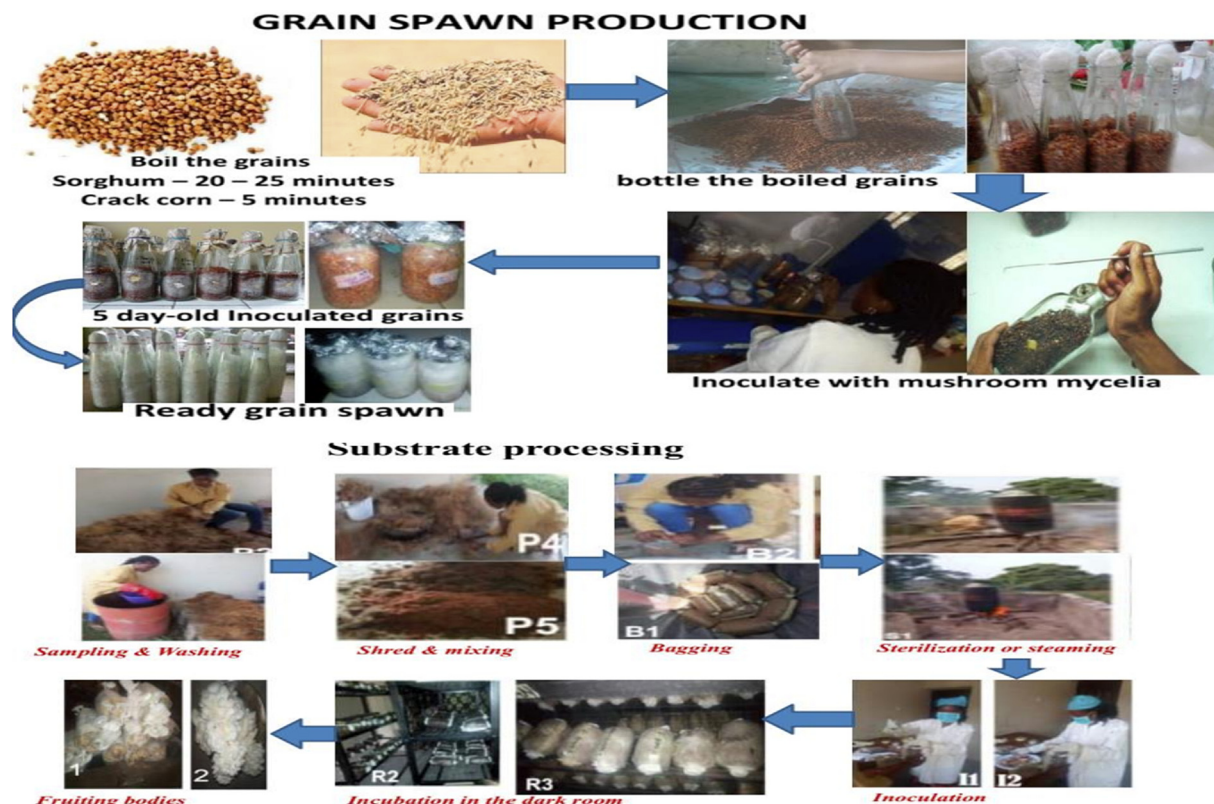 GRAIN SPAWN PRODUCTION
Boil the grains
Sorghum – 20 – 25 minutes
Crack corn – 5 minutes
bottle the boiled grains
5 day-old Inoculated grains
Inoculate with mushroom mycelia
Ready grain spawn
Substrate processing
P4
B2
P5
B1
S1
Sampling & Washing
Shred & mixing
Bagging
Sterilization or steaming
1
2
R2
R3
I1
I2
Fruiting bodies
Incubation in the dark room
Inoculation